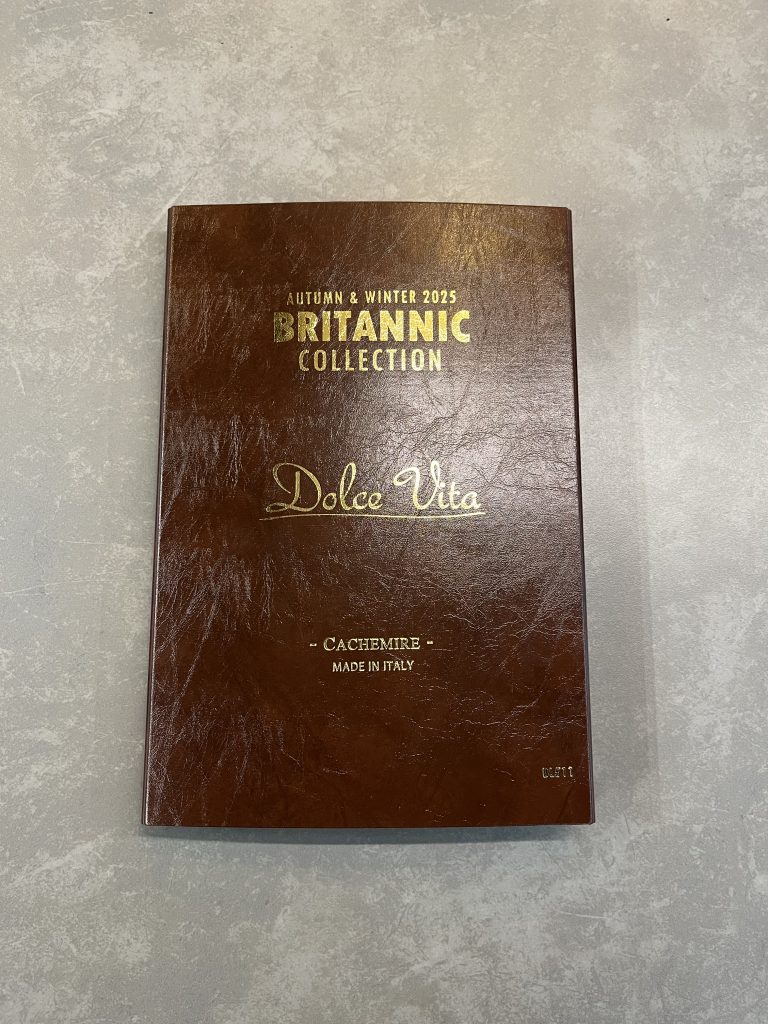 AUTUMN & WINTER 2025
BRITANNIC
COLLECTION
Dolce Vita
- CACHEMIRE -
MADE IN ITALY